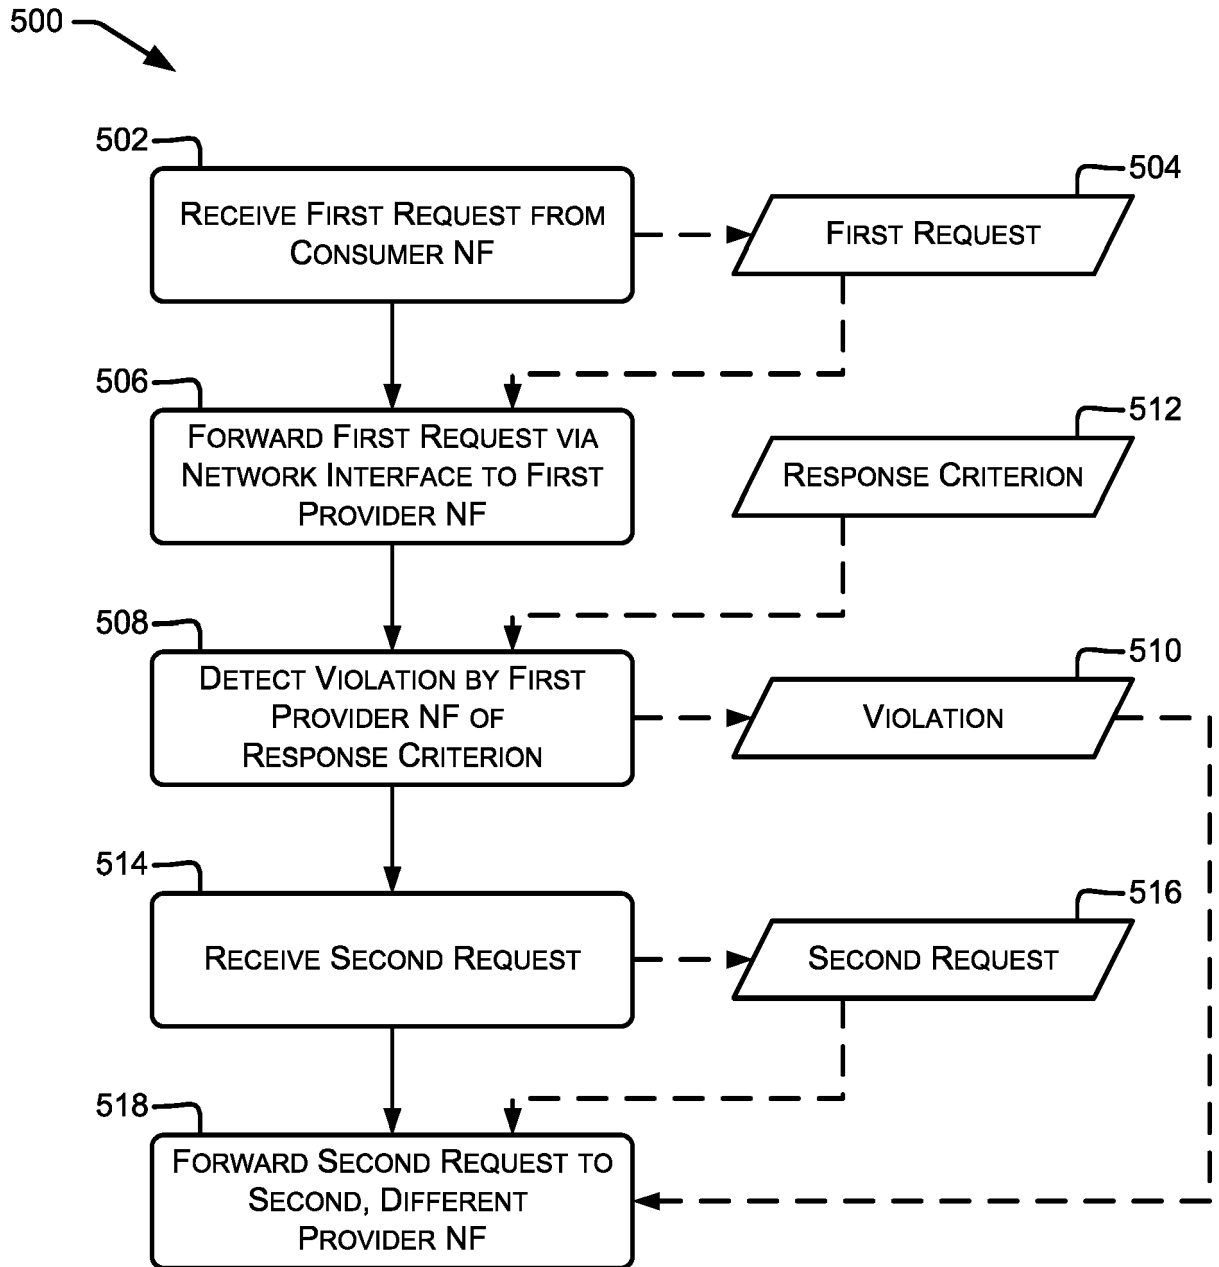 500
502
RECEIVE FIRST REQUEST FROM
CONSUMER NF
504
FIRST REQUEST
506
FORWARD FIRST REQUEST VIA
NETWORK INTERFACE TO FIRST
PROVIDER NF
512
RESPONSE CRITERION
508
DETECT VIOLATION BY FIRST
PROVIDER NF OF
RESPONSE CRITERION
510
VIOLATION
514
RECEIVE SECOND REQUEST
516
SECOND REQUEST
518
FORWARD SECOND REQUEST TO
SECOND, DIFFERENT
PROVIDER NF